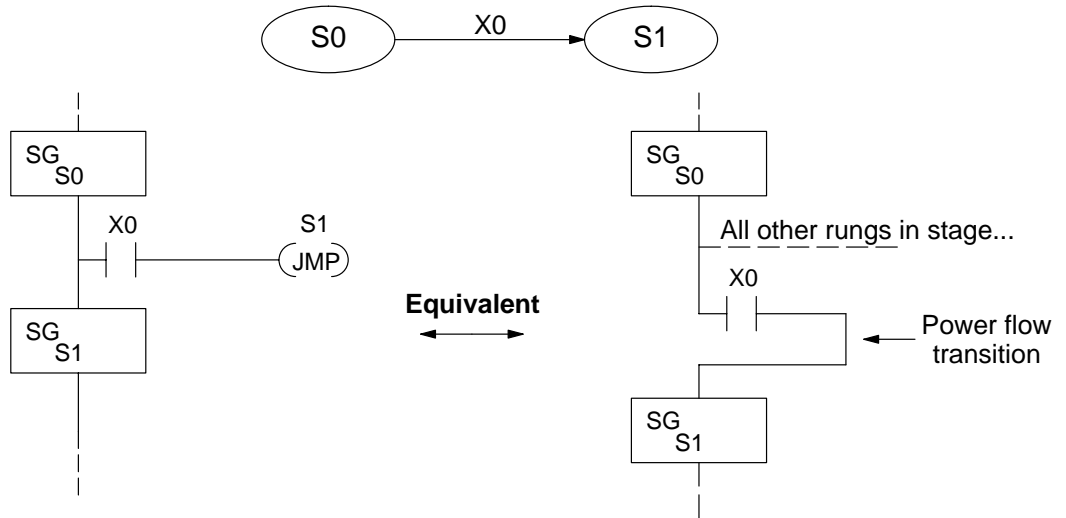 S0
X0
S1
SG
S0
X0
S1
JMP
SG
S1
Equivalent
SG
S0
All other rungs in stage...
X0
Power flow
transition
SG
S1